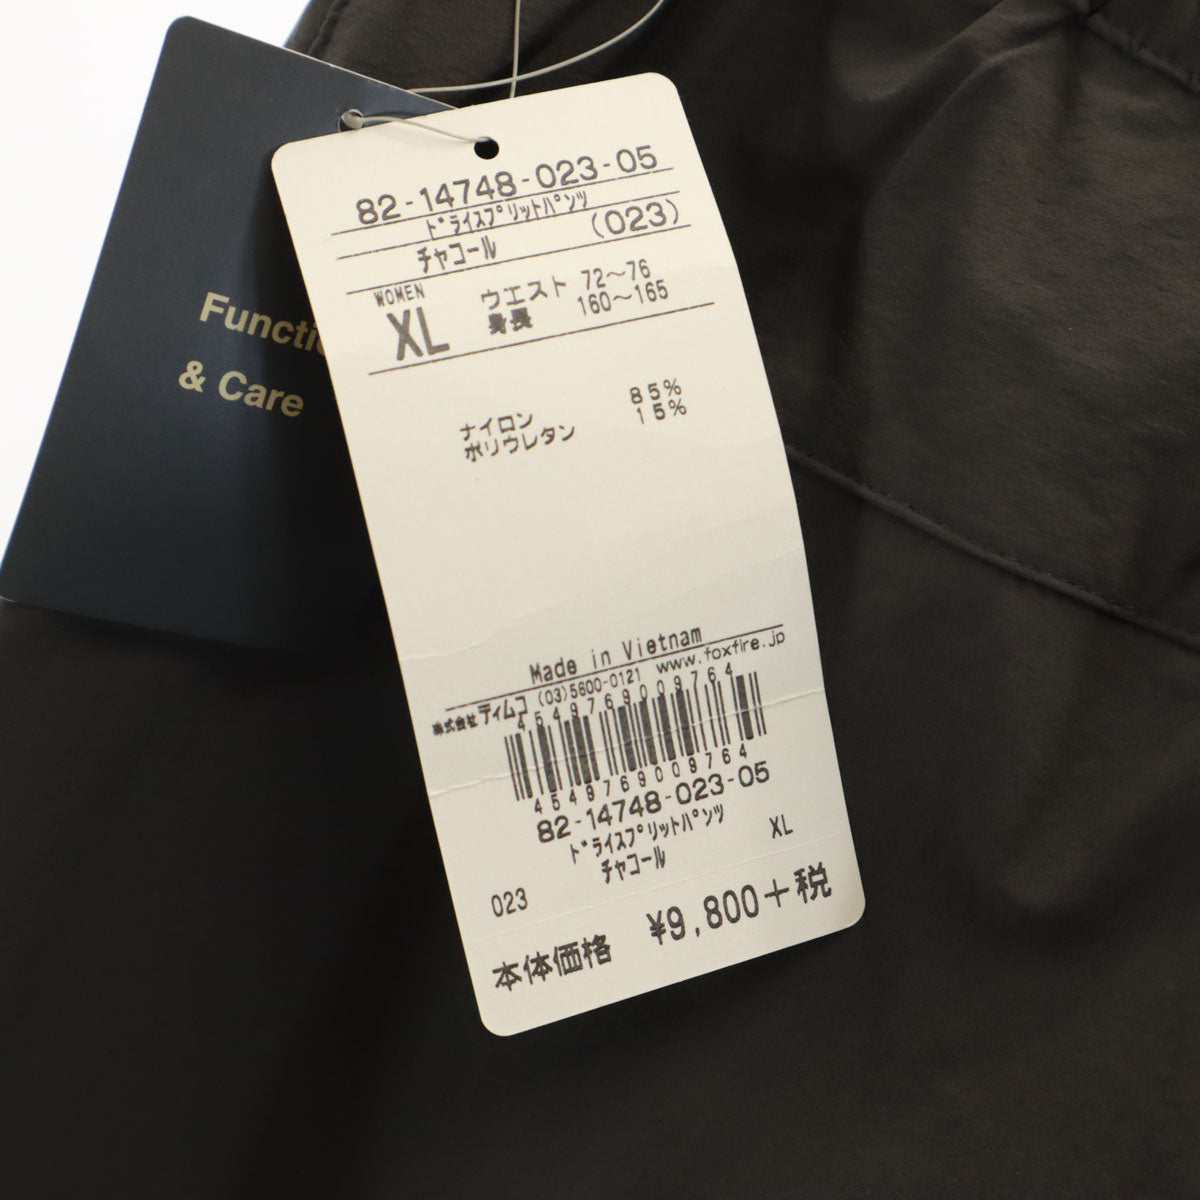 Functi
& Care
82-14748-023-05
ﾄﾞﾗｲｽﾌﾟﾘｯﾄﾊﾟﾝﾂ
ﾁｬｺｰﾙ (023)
WOMEN
XL
ウエスト 72～76
身長 160～165
ナイロン 85%
ポリウレタン 15%
Made in Vietnam
株式会社ティムコ (03)5600-0121 www.foxfire.jp
4549769009764
4549769009764
82-14748-023-05
ﾄﾞﾗｲｽﾌﾟﾘｯﾄﾊﾟﾝﾂ
ﾁｬｺｰﾙ XL
023
本体価格 ¥9,800+税